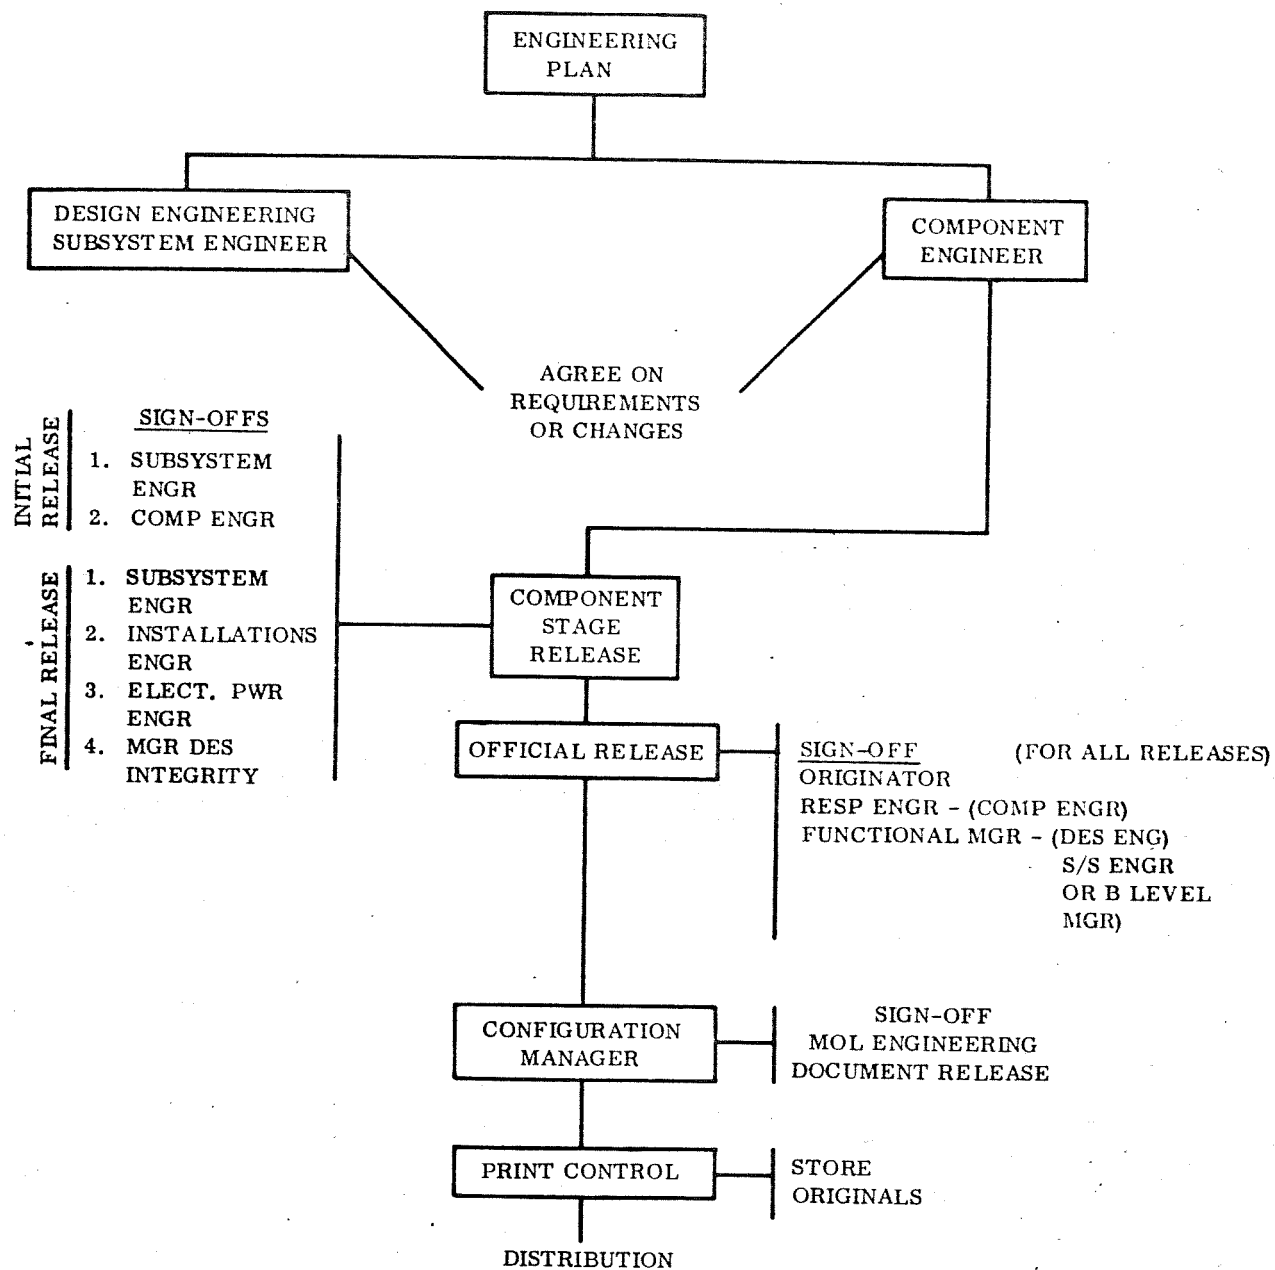 ENGINEERING
PLAN
DESIGN ENGINEERING
SUBSYSTEM ENGINEER
COMPONENT
ENGINEER
AGREE ON
REQUIREMENTS
OR CHANGES
INITIAL
RELEASE
SIGN-OFFS
1. SUBSYSTEM
ENGR
2. COMP ENGR
FINAL RELEASE
1. SUBSYSTEM
ENGR
2. INSTALLATIONS
ENGR
3. ELECT. PWR
ENGR
4. MGR DES
INTEGRITY
COMPONENT
STAGE
RELEASE
OFFICIAL RELEASE
SIGN-OFF (FOR ALL RELEASES)
ORIGINATOR
RESP ENGR - (COMP ENGR)
FUNCTIONAL MGR - (DES ENG)
S/S ENGR
OR B LEVEL
MGR)
CONFIGURATION
MANAGER
SIGN-OFF
MOL ENGINEERING
DOCUMENT RELEASE
PRINT CONTROL
STORE
ORIGINALS
DISTRIBUTION